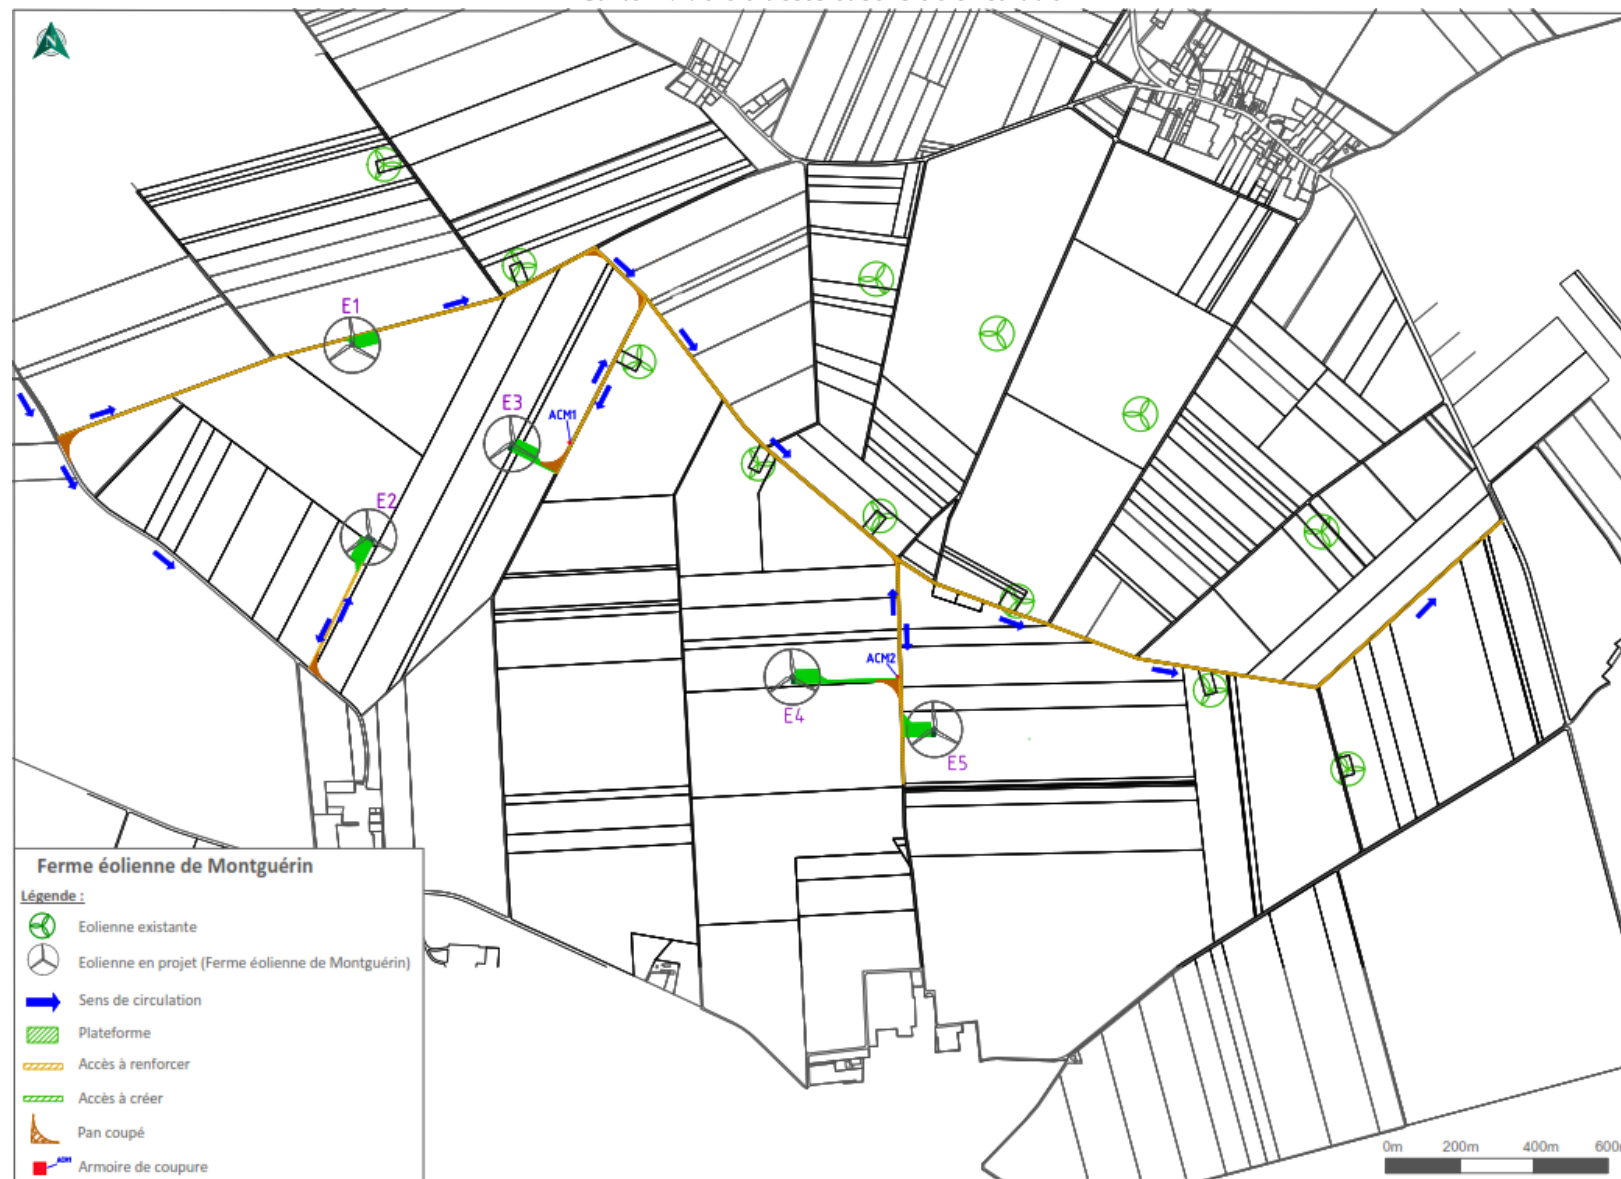 N
E1
E3
ACM1
E2
ACM2
E4
E5
Ferme éolienne de Montguérin
Légende :
Eolienne existante
Eolienne en projet (Ferme éolienne de Montguérin)
Sens de circulation
Plateforme
Accès à renforcer
Accès à créer
Pan coupé
ACM Armoire de coupure
0m 200m 400m 600m